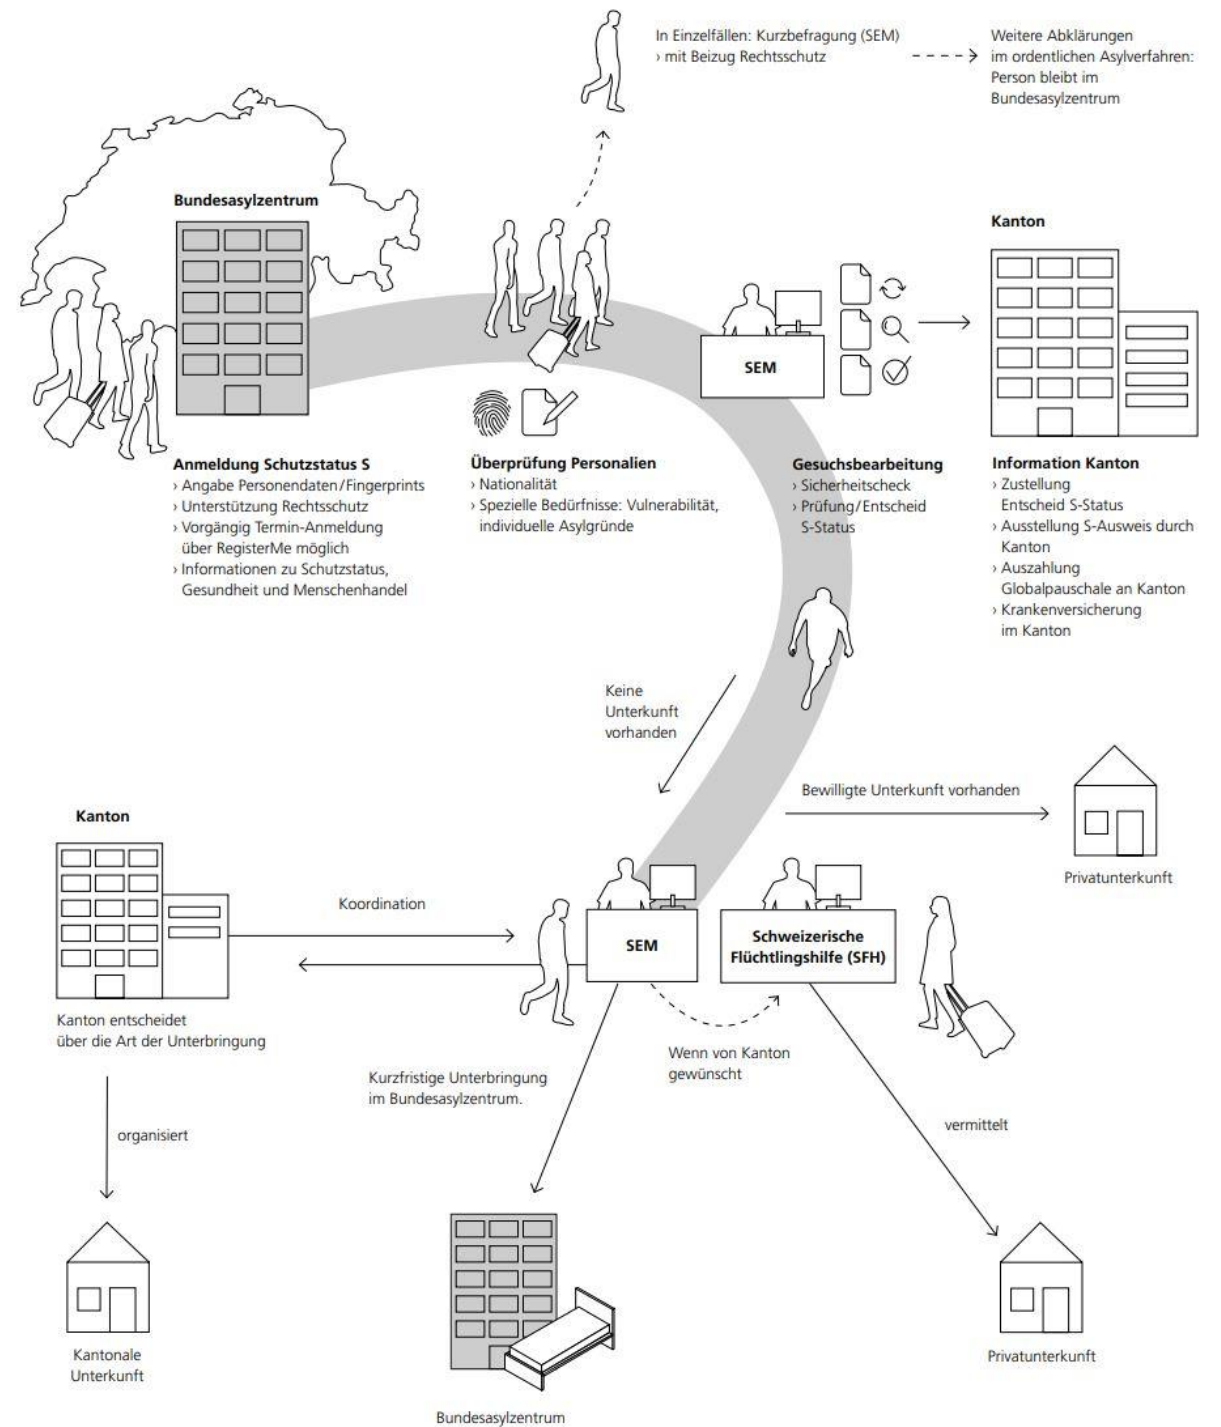 In Einzelfällen: Kurzbefragung (SEM)
› mit Beizug Rechtsschutz
Weitere Abklärungen
im ordentlichen Asylverfahren:
Person bleibt im
Bundesasylzentrum
Bundesasylzentrum
Kanton
SEM
Anmeldung Schutzstatus S
› Angabe Personendaten/Fingerprints
› Unterstützung Rechtsschutz
› Vorgängig Termin-Anmeldung
über RegisterMe möglich
› Informationen zu Schutzstatus,
Gesundheit und Menschenhandel
Überprüfung Personalien
› Nationalität
› Spezielle Bedürfnisse: Vulnerabilität,
individuelle Asylgründe
Gesuchsbearbeitung
› Sicherheitscheck
› Prüfung/Entscheid
S-Status
Information Kanton
› Zustellung
Entscheid S-Status
› Ausstellung S-Ausweis durch
Kanton
› Auszahlung
Globalpauschale an Kanton
› Krankenversicherung
im Kanton
Keine
Unterkunft
vorhanden
Bewilligte Unterkunft vorhanden
Privatunterkunft
Kanton
Koordination
SEM
Schweizerische
Flüchtlingshilfe (SFH)
Kanton entscheidet
über die Art der Unterbringung
Wenn von Kanton
gewünscht
Kurzfristige Unterbringung
im Bundesasylzentrum.
organisiert
vermittelt
Kantonale
Unterkunft
Bundesasylzentrum
Privatunterkunft